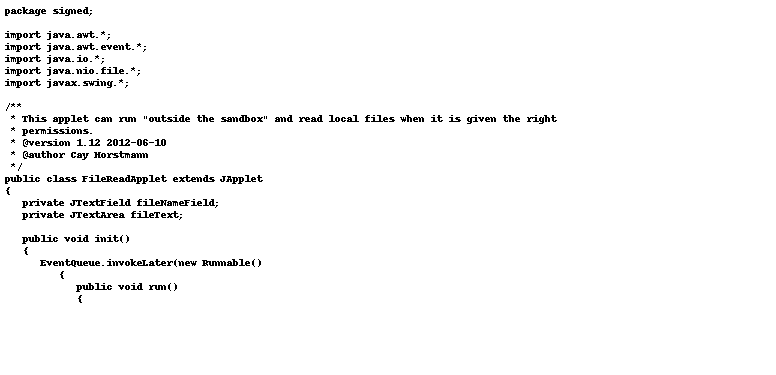 package signed;

import java.awt.*;
import java.awt.event.*;
import java.io.*;
import java.nio.file.*;
import javax.swing.*;

/**
 * This applet can run "outside the sandbox" and read local files when it is given the right
 * permissions.
 * @version 1.12 2012-06-10
 * @author Cay Horstmann
 */
public class FileReadApplet extends JApplet
{
   private JTextField fileNameField;
   private JTextArea fileText;

   public void init()
   {
      EventQueue.invokeLater(new Runnable()
         {
            public void run()
            {